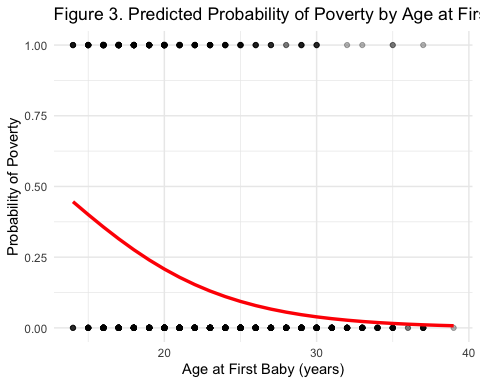 Figure 3. Predicted Probability of Poverty by Age at Firs
1.00
0.75
0.50
0.25
0.00
Probability of Poverty
20
30
40
Age at First Baby (years)